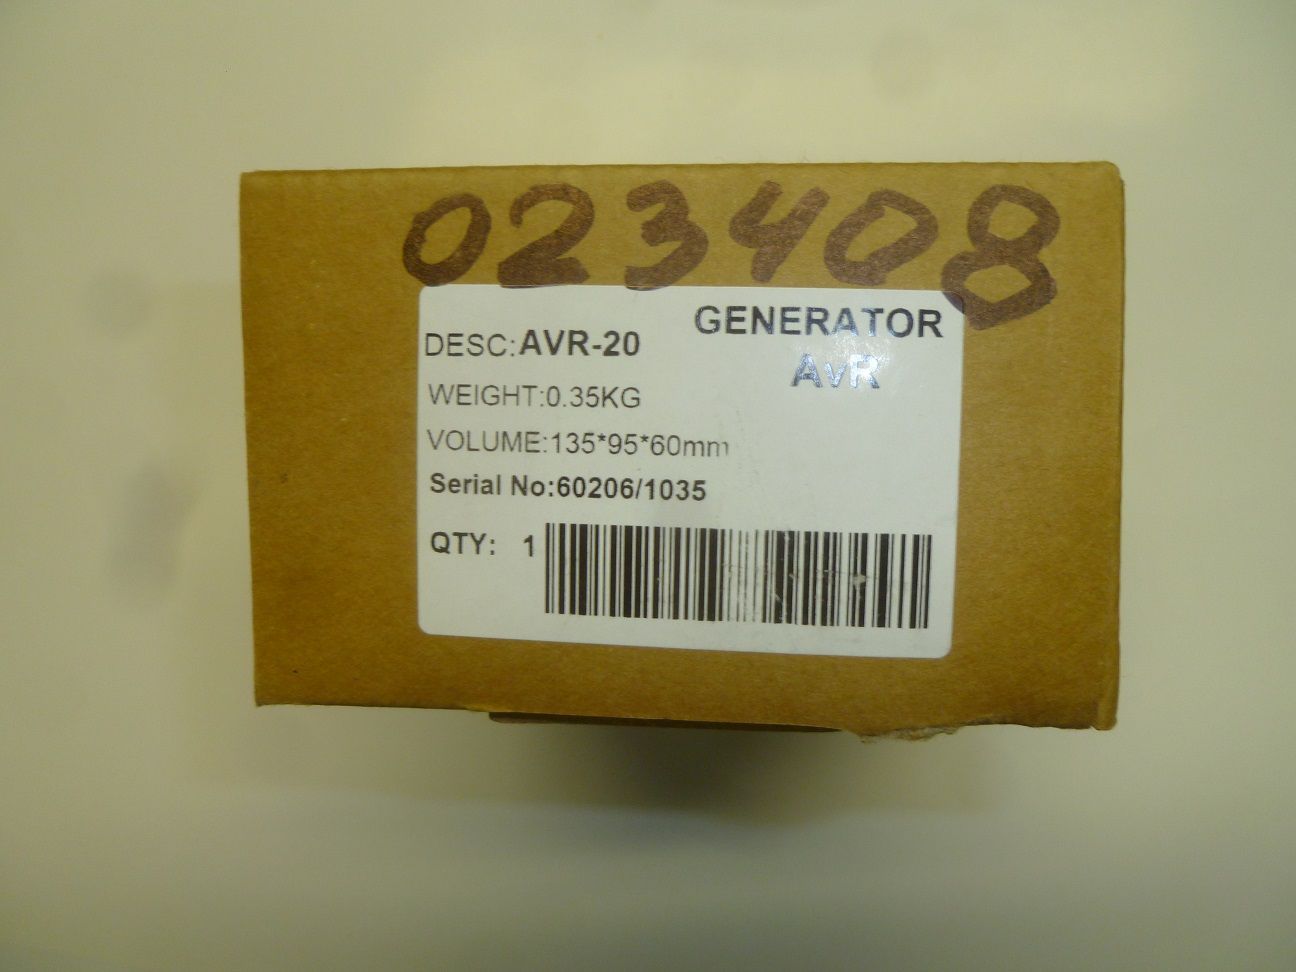 023408
GENERATOR
AvR
DESC:AVR-20
WEIGHT:0.35KG
VOLUME:135*95*60mm
Serial No:60206/1035
QTY: 1